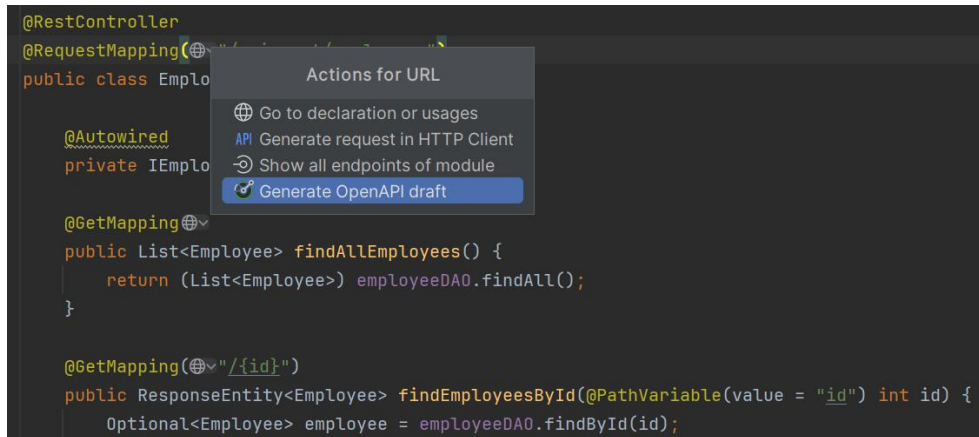 @RestController
@RequestMapping(
public class Emplo
Actions for URL
Go to declaration or usages
API Generate request in HTTP Client
Show all endpoints of module
Generate OpenAPI draft
@Autowired
private IEmplo
@GetMapping
public List<Employee> findAllEmployees() {
return (List<Employee>) employeeDAO.findAll();
}
@GetMapping("/{id}")
public ResponseEntity<Employee> findEmployeesById(@PathVariable(value = "id") int id) {
Optional<Employee> employee = employeeDAO.findById(id);